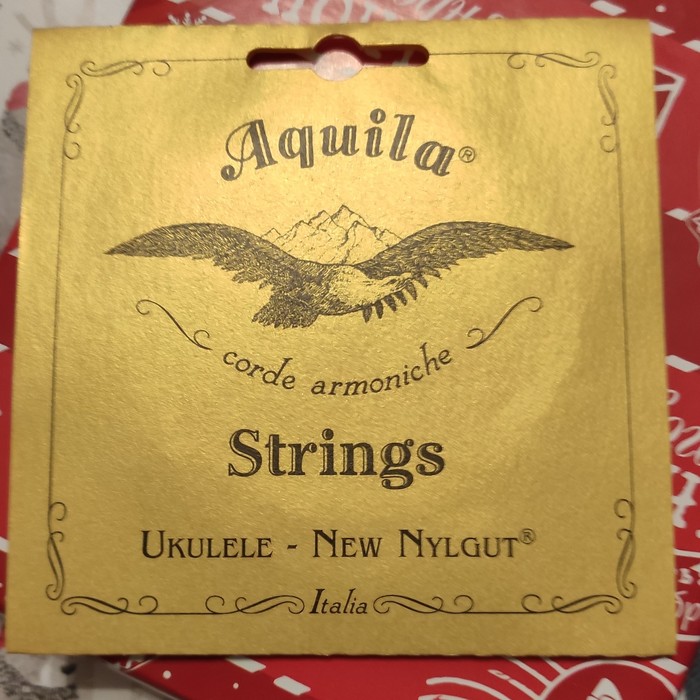 Aquila®
corde armoniche
Strings
UKULELE - NEW NYLGUT®
Italia